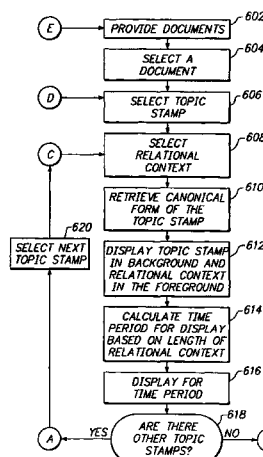 E
PROVIDE DOCUMENTS
602
SELECT A
DOCUMENT
604
D
SELECT TOPIC
STAMP
606
C
SELECT
RELATIONAL
CONTEXT
608
RETRIEVE CANONICAL
FORM OF THE
TOPIC STAMP
610
620
SELECT NEXT
TOPIC STAMP
DISPLAY TOPIC STAMP
IN BACKGROUND AND
RELATIONAL CONTEXT
IN THE FOREGROUND
612
CALCULATE TIME
PERIOD FOR DISPLAY
BASED ON LENGTH OF
RELATIONAL CONTEXT
614
DISPLAY FOR
TIME PERIOD
616
618
A
YES
ARE THERE
OTHER TOPIC
STAMPS?
NO